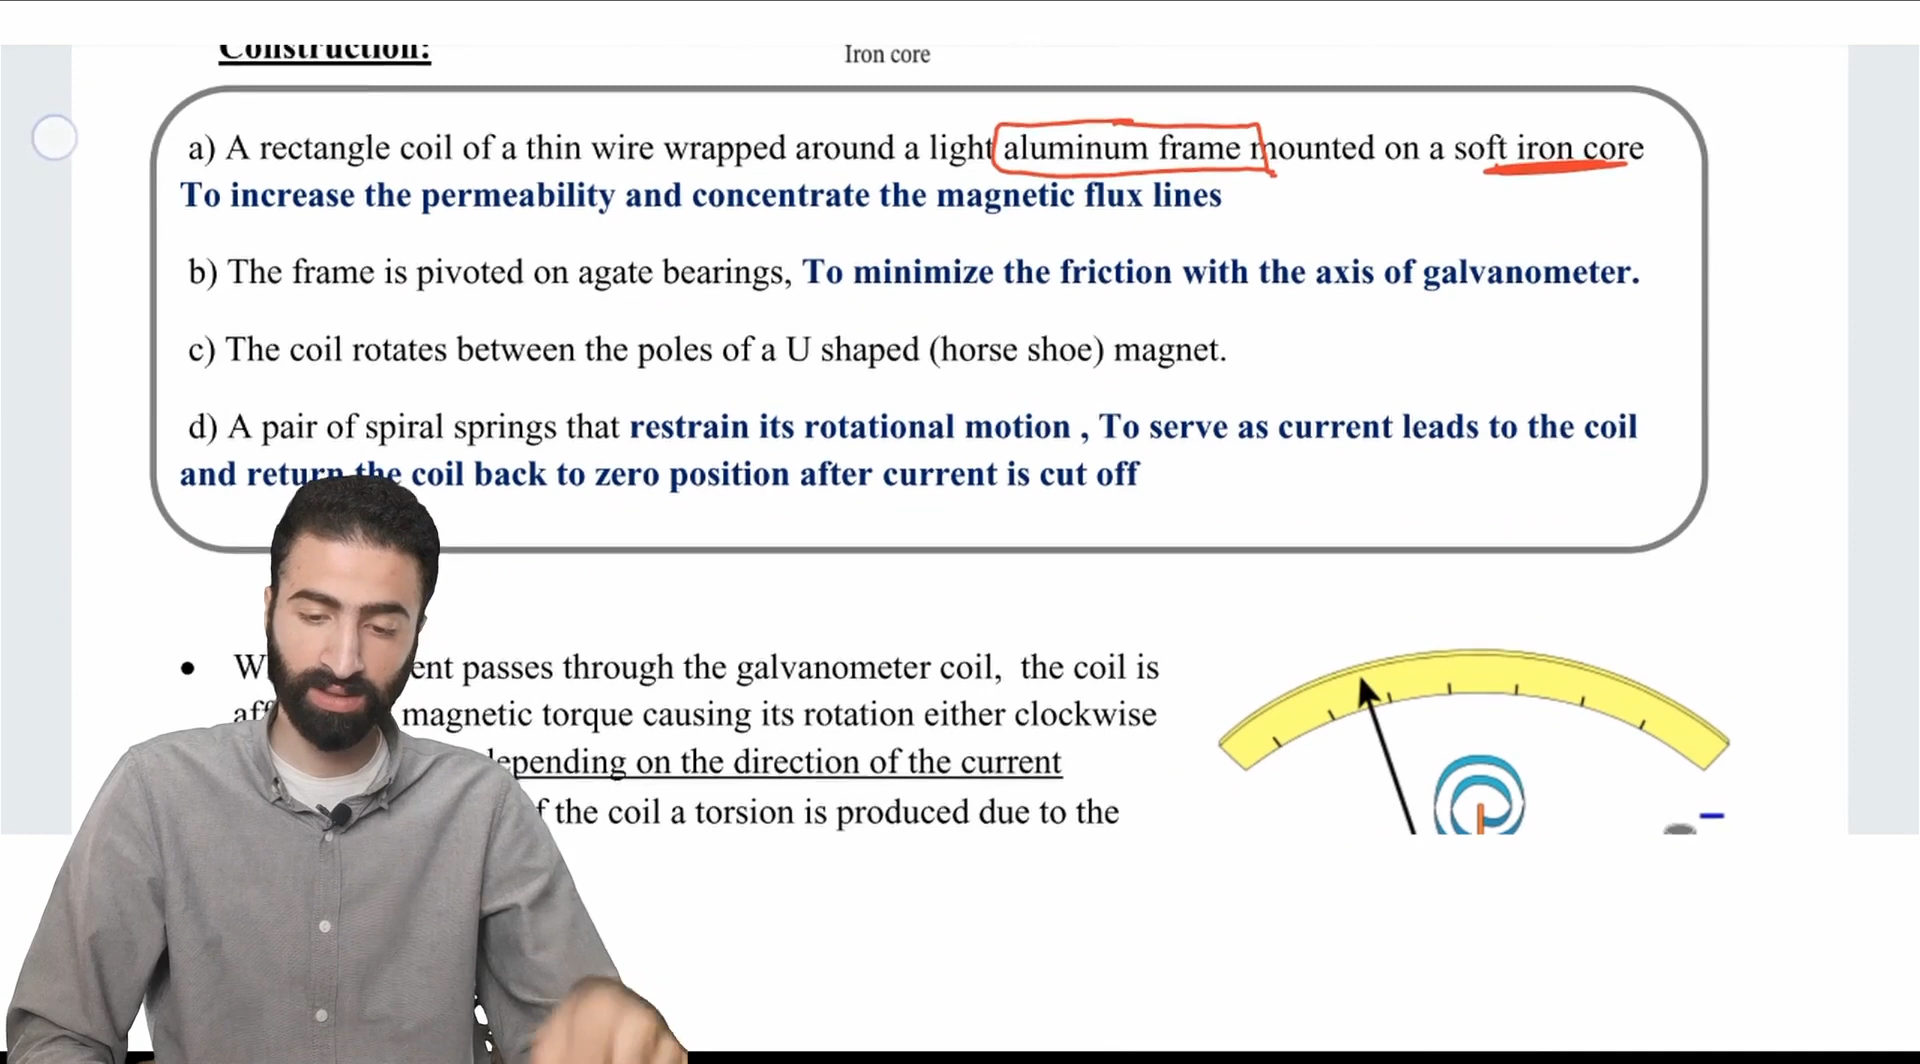 Construction:
Iron core
a) A rectangle coil of a thin wire wrapped around a light aluminum frame mounted on a soft iron core
To increase the permeability and concentrate the magnetic flux lines
b) The frame is pivoted on agate bearings, To minimize the friction with the axis of galvanometer.
c) The coil rotates between the poles of a U shaped (horse shoe) magnet.
d) A pair of spiral springs that restrain its rotational motion , To serve as current leads to the coil
and return the coil back to zero position after current is cut off
passes through the galvanometer coil, the coil is
magnetic torque causing its rotation either clockwise
depending on the direction of the current
the coil a torsion is produced due to the